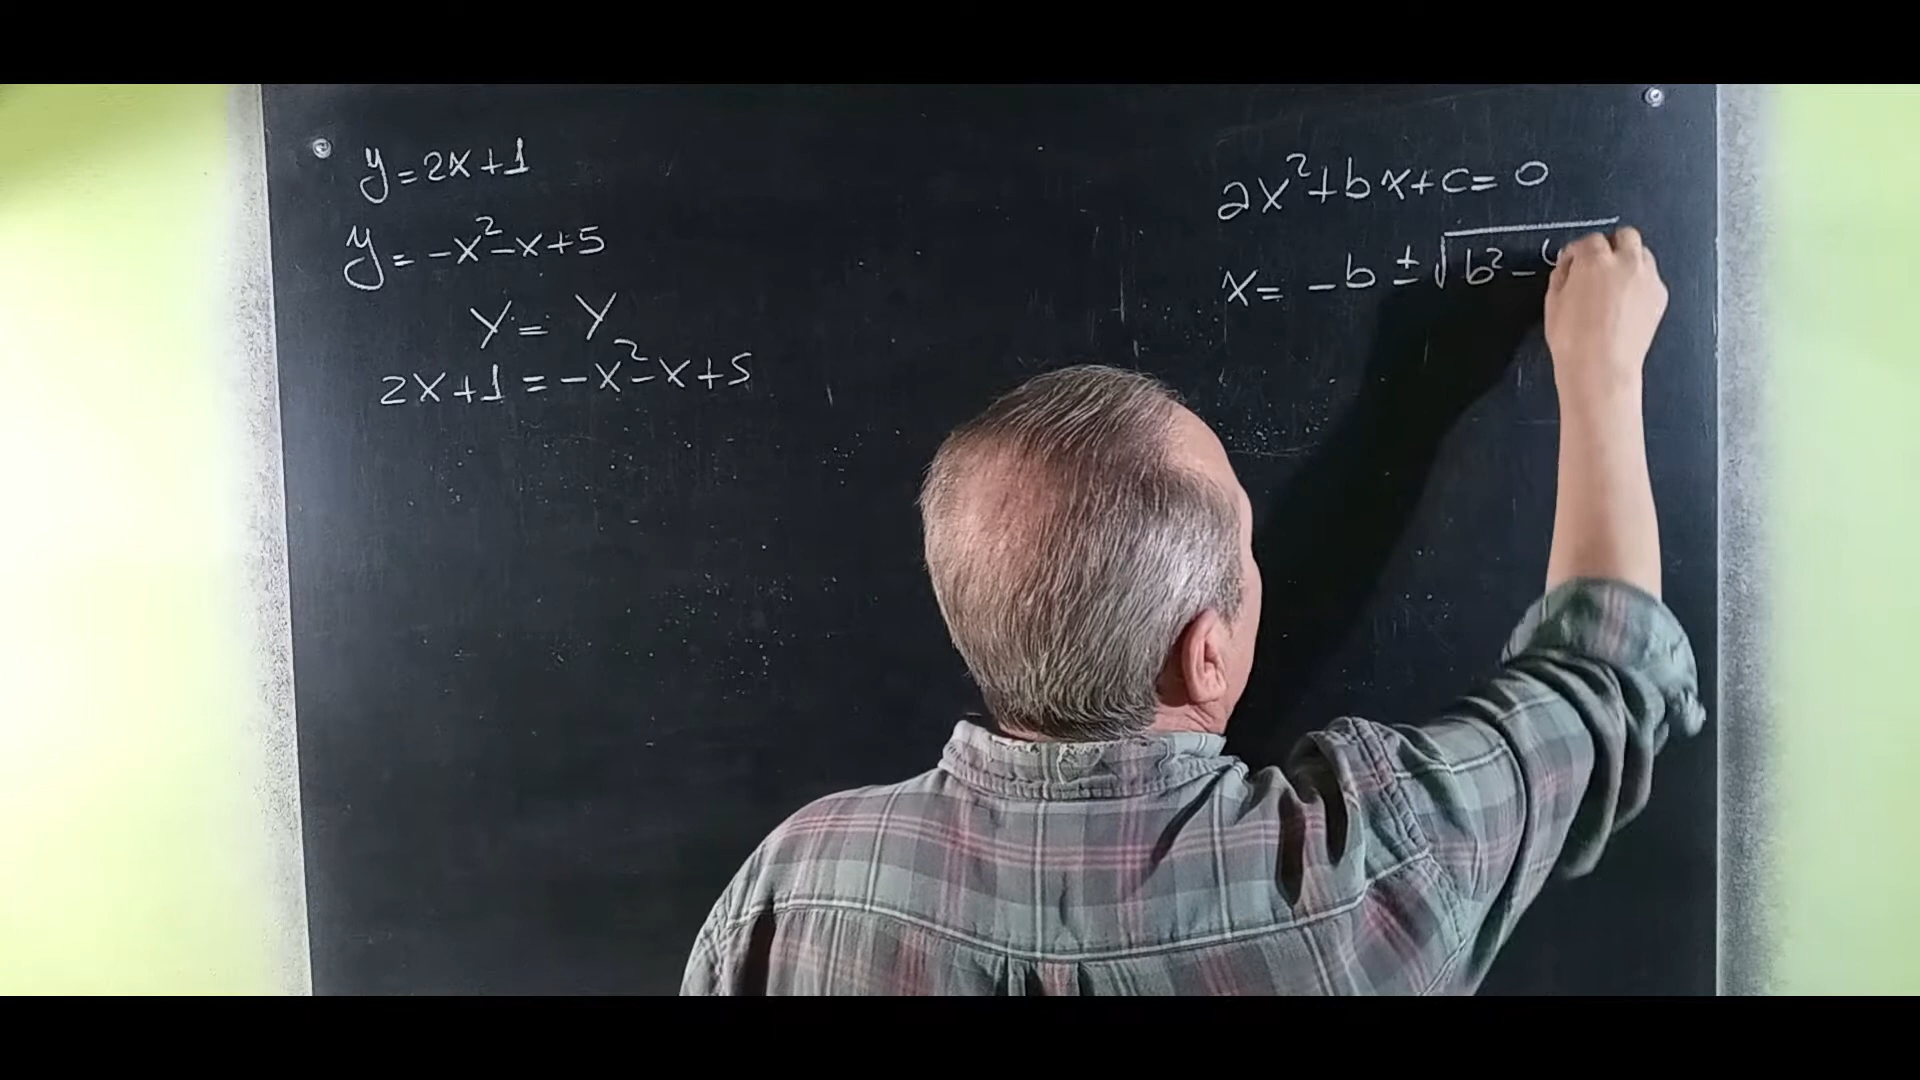 y=2x+1
y=-x²-x+5
Y=Y
2x+1=-x²-x+5
ax²+bx+c=0
x=-b±√b²-